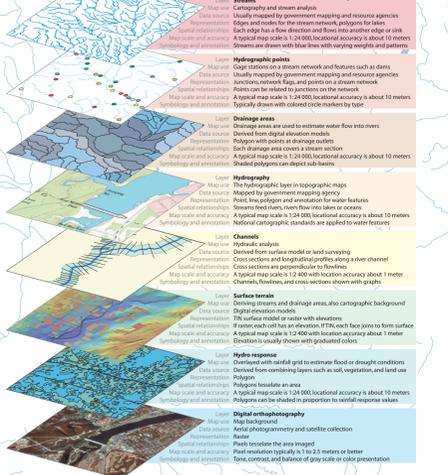 Layer Streams
Map use Cartography and stream analysis
Data source Usually mapped by government mapping and resource agencies
Representation Edges and nodes for the stream network, polygons for lakes
Spatial relationships Each edge has a flow direction and flows into another edge or sink
Map scale and accuracy A typical map scale is 1:24 000, locational accuracy is about 10 meters
Symbology and annotation Streams are drawn with blue lines with varying weights and patterns
Layer Hydrographic points
Map use Gage stations on a stream network and features such as dams
Data source Usually mapped by government mapping and resource agencies
Representation Junctions, network flags, and points on a stream network
Spatial relationships Points can be related to junctions on the network
Map scale and accuracy A typical map scale is 1:24 000, locational accuracy is about 10 meters
Symbology and annotation Typically drawn with colored circle markers by type
Layer Drainage areas
Map use Drainage areas are used to estimate water flow into rivers
Data source Derived from digital elevation models
Representation Polygon with points at drainage outlets
Spatial relationships Each drainage area covers a stream section
Map scale and accuracy A typical map scale is 1:24 000, locational accuracy is about 10 meters
Symbology and annotation Shaded polygons can depict sub-basins
Layer Hydrography
Map use The hydrographic layer in topographic maps
Data source Mapped by government mapping agency
Representation Point, line, polygon and annotation for water features
Spatial relationships Streams feed rivers, rivers flow into lakes or oceans
Map scale and accuracy A typical map scale is 1:24 000, locational accuracy is about 10 meters
Symbology and annotation National cartographic standards are applied to water features
Layer Channels
Map use Hydraulic analysis
Data source Derived from surface model or land surveying
Representation Cross sections and longitudinal profiles along a river channel
Spatial relationships Cross sections are perpendicular to flowlines
Map scale and accuracy A typical map scale is 1:2 400 with location accuracy about 1 meter
Symbology and annotation Channels, flowlines, and cross-sections shown with graphs
Layer Surface terrain
Map use Deriving streams and drainage areas, also cartographic background
Data source Digital elevation models
Representation TIN surface model or raster with elevations
Spatial relationships If raster, each cell has an elevation. If TIN, each face joins to form surface
Map scale and accuracy A typical map scale is 1:2 400 with location accuracy about 1 meter
Symbology and annotation Elevation is usually shown with graduated colors
Layer Hydro response
Map use Overlayed with rainfall grid to estimate flood or drought conditions
Data source Derived from combining layers such as soil, vegetation, and land use
Representation Polygon
Spatial relationships Polygons tesselate an area
Map scale and accuracy A typical map scale is 1:24 000, locational accuracy is about 10 meters
Symbology and annotation Polygons can be shaded in proportion to rainfall response values
Layer Digital orthophotography
Map use Map background
Data source Aerial photogrammetry and satellite collection
Representation Raster
Spatial relationships Pixels tesselate the area imaged
Map scale and accuracy Pixel resolution typically is 1 to 2.5 meters or better
Symbology and annotation Tone, contrast, and balance of gray scale or color presentation